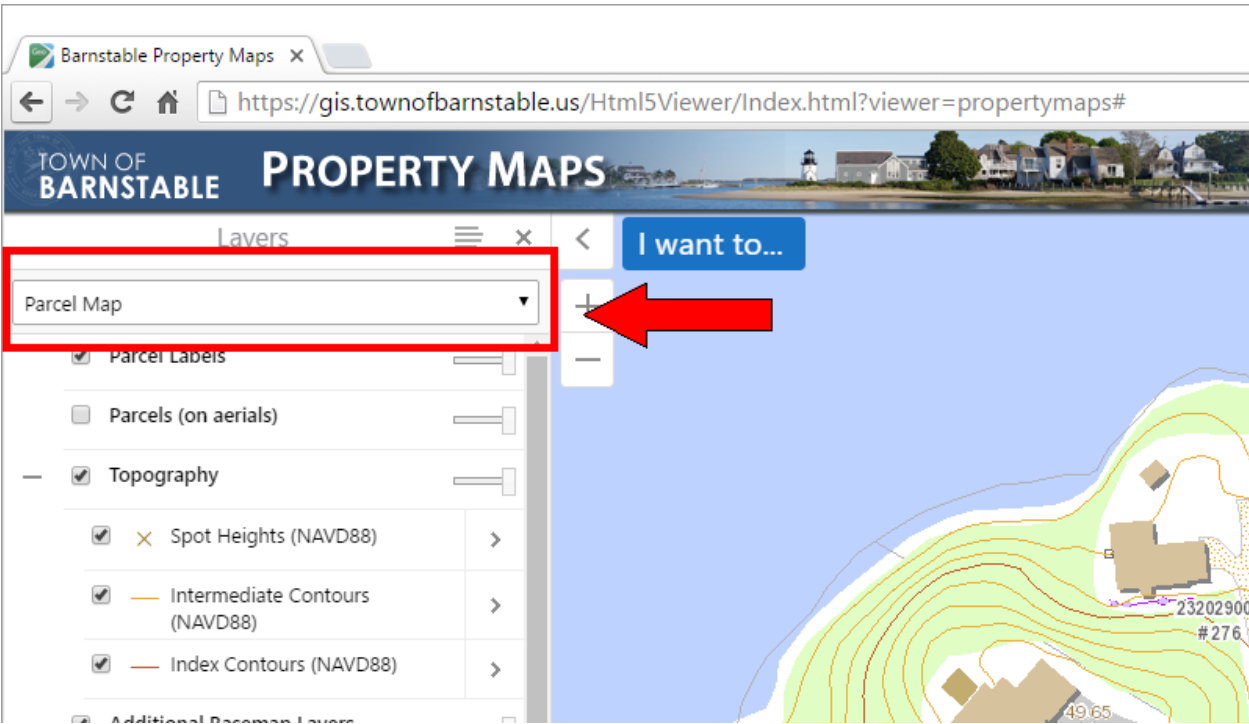 Barnstable Property Maps
https://gis.townofbarnstable.us/Html5Viewer/Index.html?viewer=propertymaps#
TOWN OF
BARNSTABLE
PROPERTY MAPS
Layers
I want to...
Parcel Map
Parcel Labels
Parcels (on aerials)
Topography
Spot Heights (NAVD88)
Intermediate Contours
(NAVD88)
Index Contours (NAVD88)
23202900
#276
Additional Basemap Layers
49.65